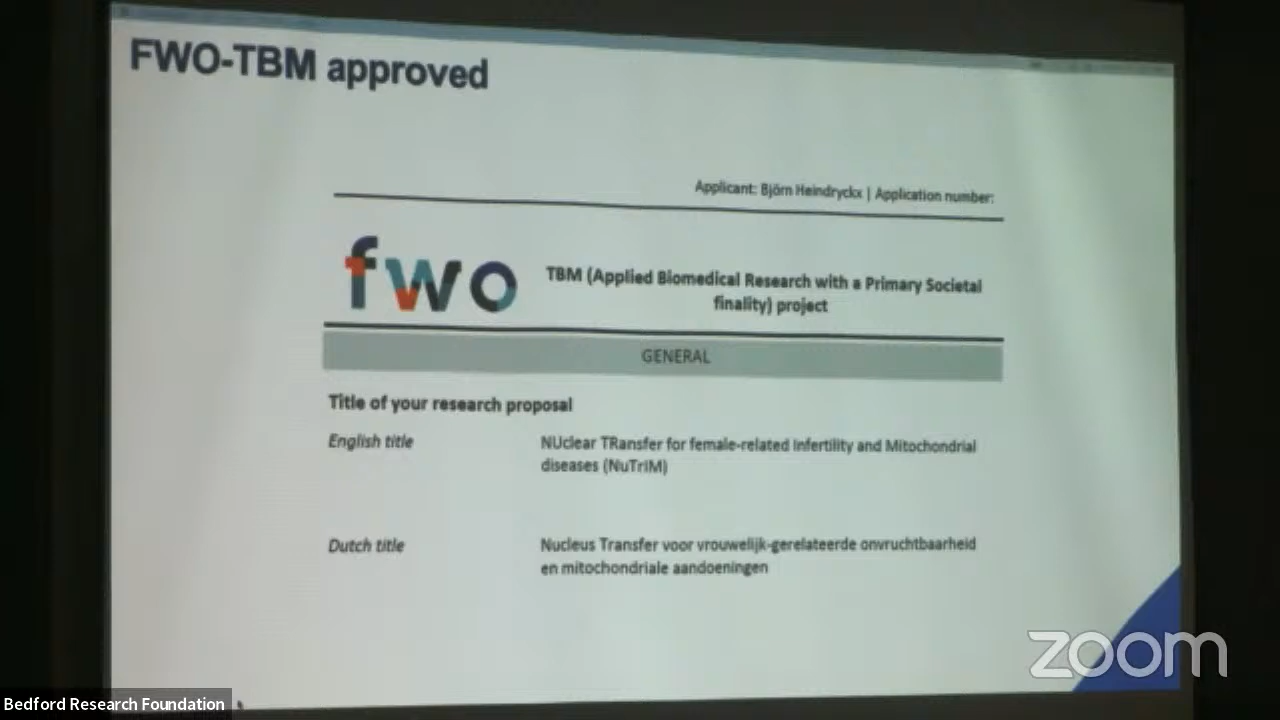 FWO-TBM approved
Applicant: Björn Heindryckx | Application number:
fwo
TBM (Applied Biomedical Research with a Primary Societal
finality) project
GENERAL
Title of your research proposal
English title
NUclear TRansfer for female-related Infertility and Mitochondrial
diseases (NuTrIM)
Dutch title
Nucleus Transfer voor vrouwelijk-gerelateerde onvruchtbaarheid
en mitochondriale aandoeningen
zoom
Bedford Research Foundation